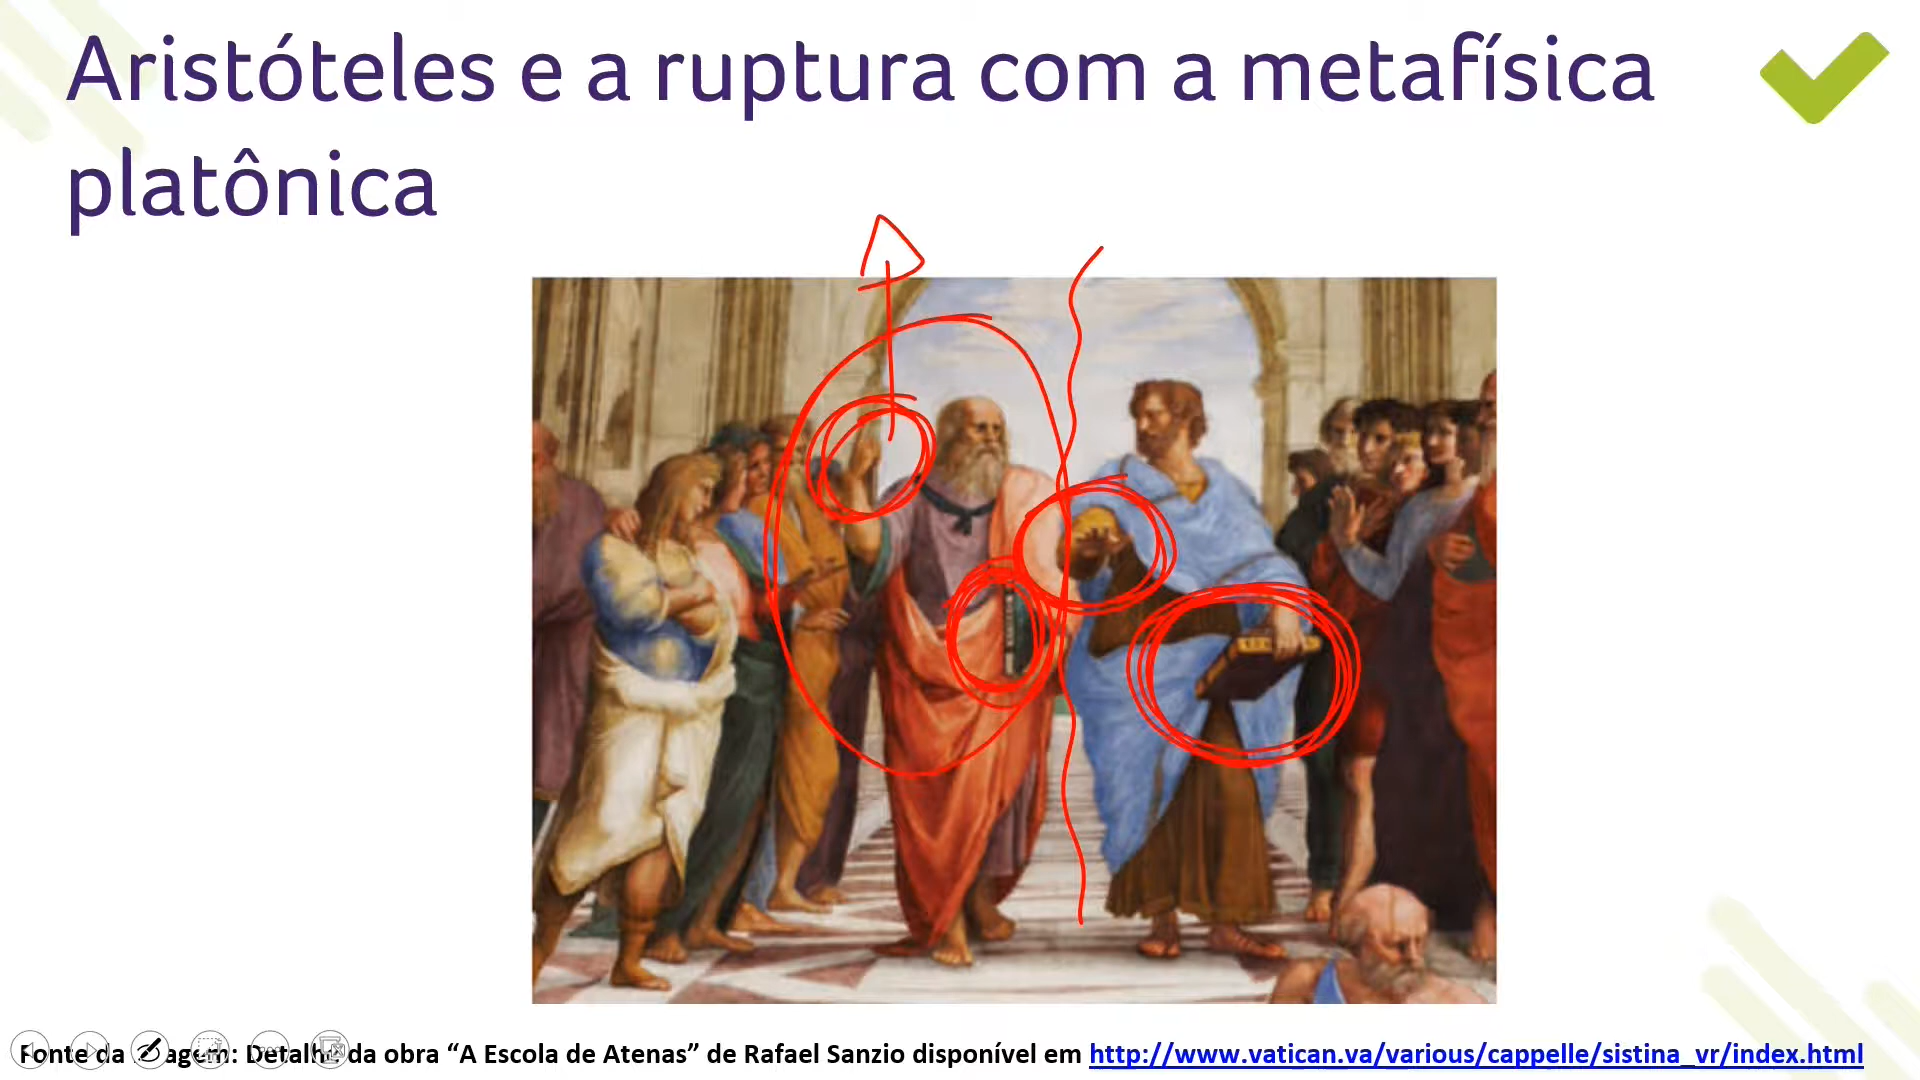 Aristóteles e a ruptura com a metafísica
platônica
Fonte da agem: Detalhe da obra “A Escola de Atenas” de Rafael Sanzio disponível em http://www.vatican.va/various/cappelle/sistina_vr/index.html